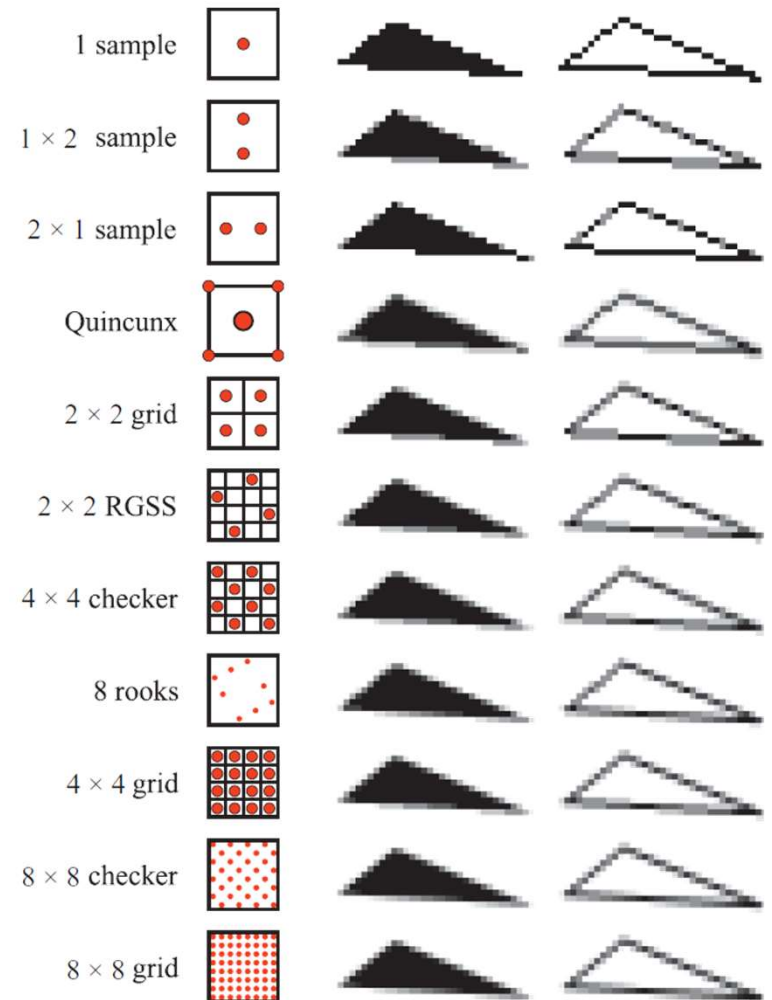 1 sample
1 × 2 sample
2 × 1 sample
Quincunx
2 × 2 grid
2 × 2 RGSS
4 × 4 checker
8 rooks
4 × 4 grid
8 × 8 checker
8 × 8 grid